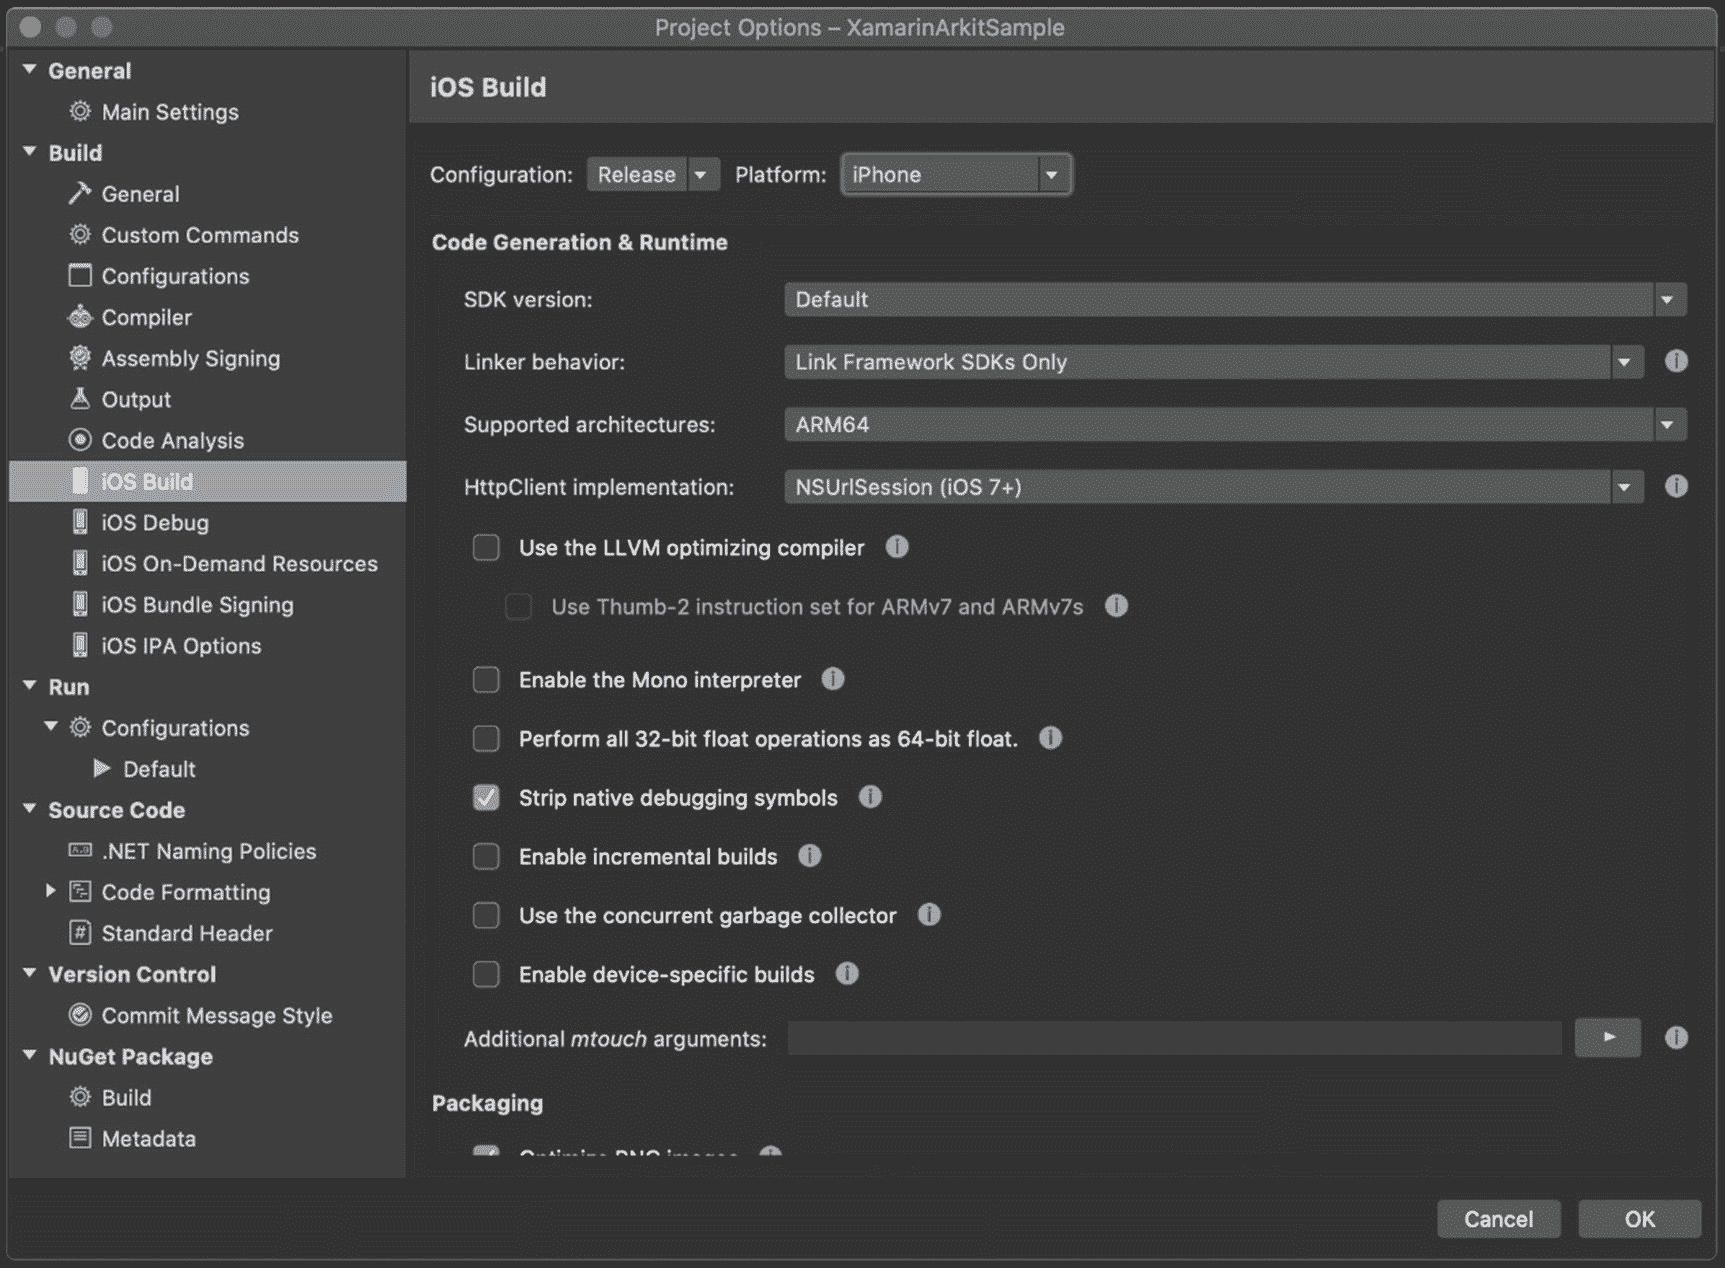 Project Options – XamarinArkitSample
General
Main Settings
Build
General
Custom Commands
Configurations
Compiler
Assembly Signing
Output
Code Analysis
iOS Build
iOS Debug
iOS On-Demand Resources
iOS Bundle Signing
iOS IPA Options
Run
Configurations
Default
Source Code
.NET Naming Policies
Code Formatting
Standard Header
Version Control
Commit Message Style
NuGet Package
Build
Metadata
iOS Build
Configuration: Release Platform: iPhone
Code Generation & Runtime
SDK version: Default
Linker behavior: Link Framework SDKs Only
Supported architectures: ARM64
HttpClient implementation: NSUrlSession (iOS 7+)
Use the LLVM optimizing compiler
Use Thumb-2 instruction set for ARMv7 and ARMv7s
Enable the Mono interpreter
Perform all 32-bit float operations as 64-bit float.
Strip native debugging symbols
Enable incremental builds
Use the concurrent garbage collector
Enable device-specific builds
Additional mtouch arguments:
Packaging
Optimize PNG images
Cancel OK